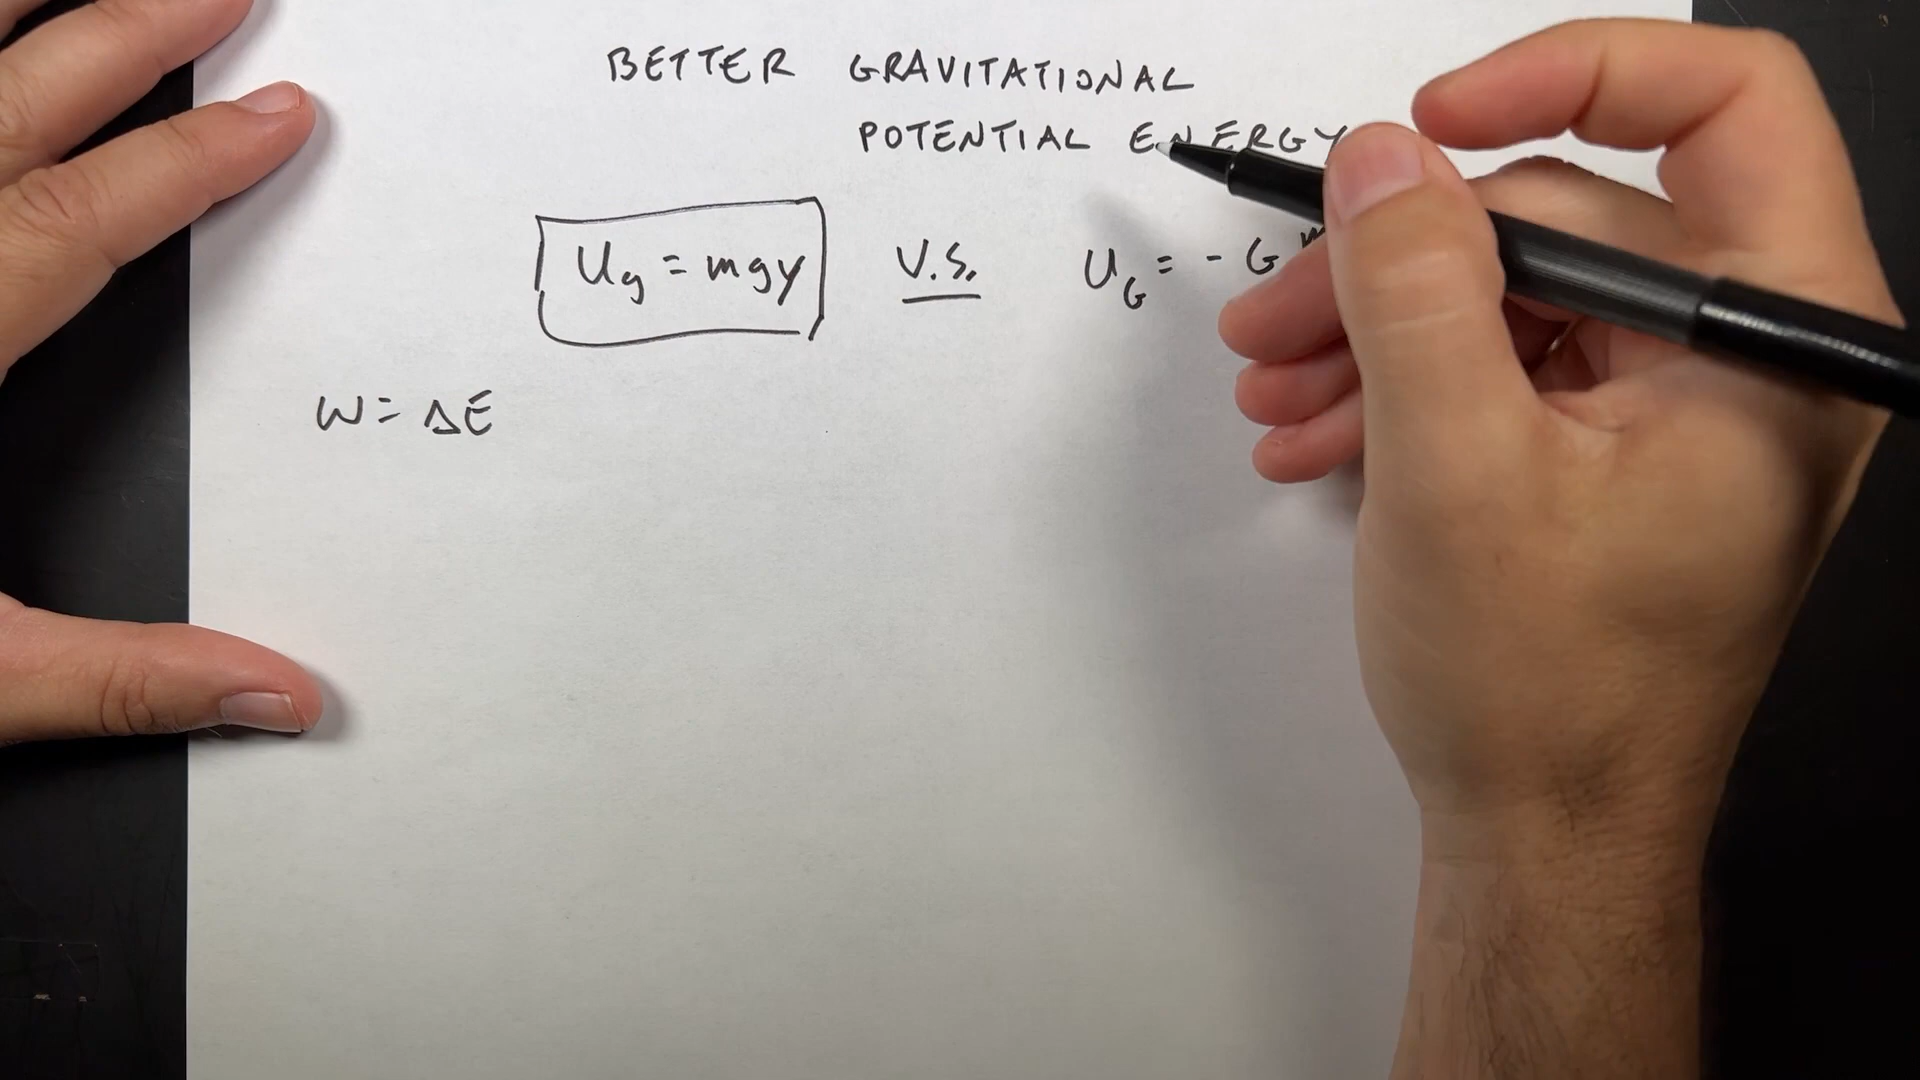 BETTER GRAVITATIONAL
POTENTIAL ENERGY
Ug = mgy V.S. UG = - G m
W = ΔE